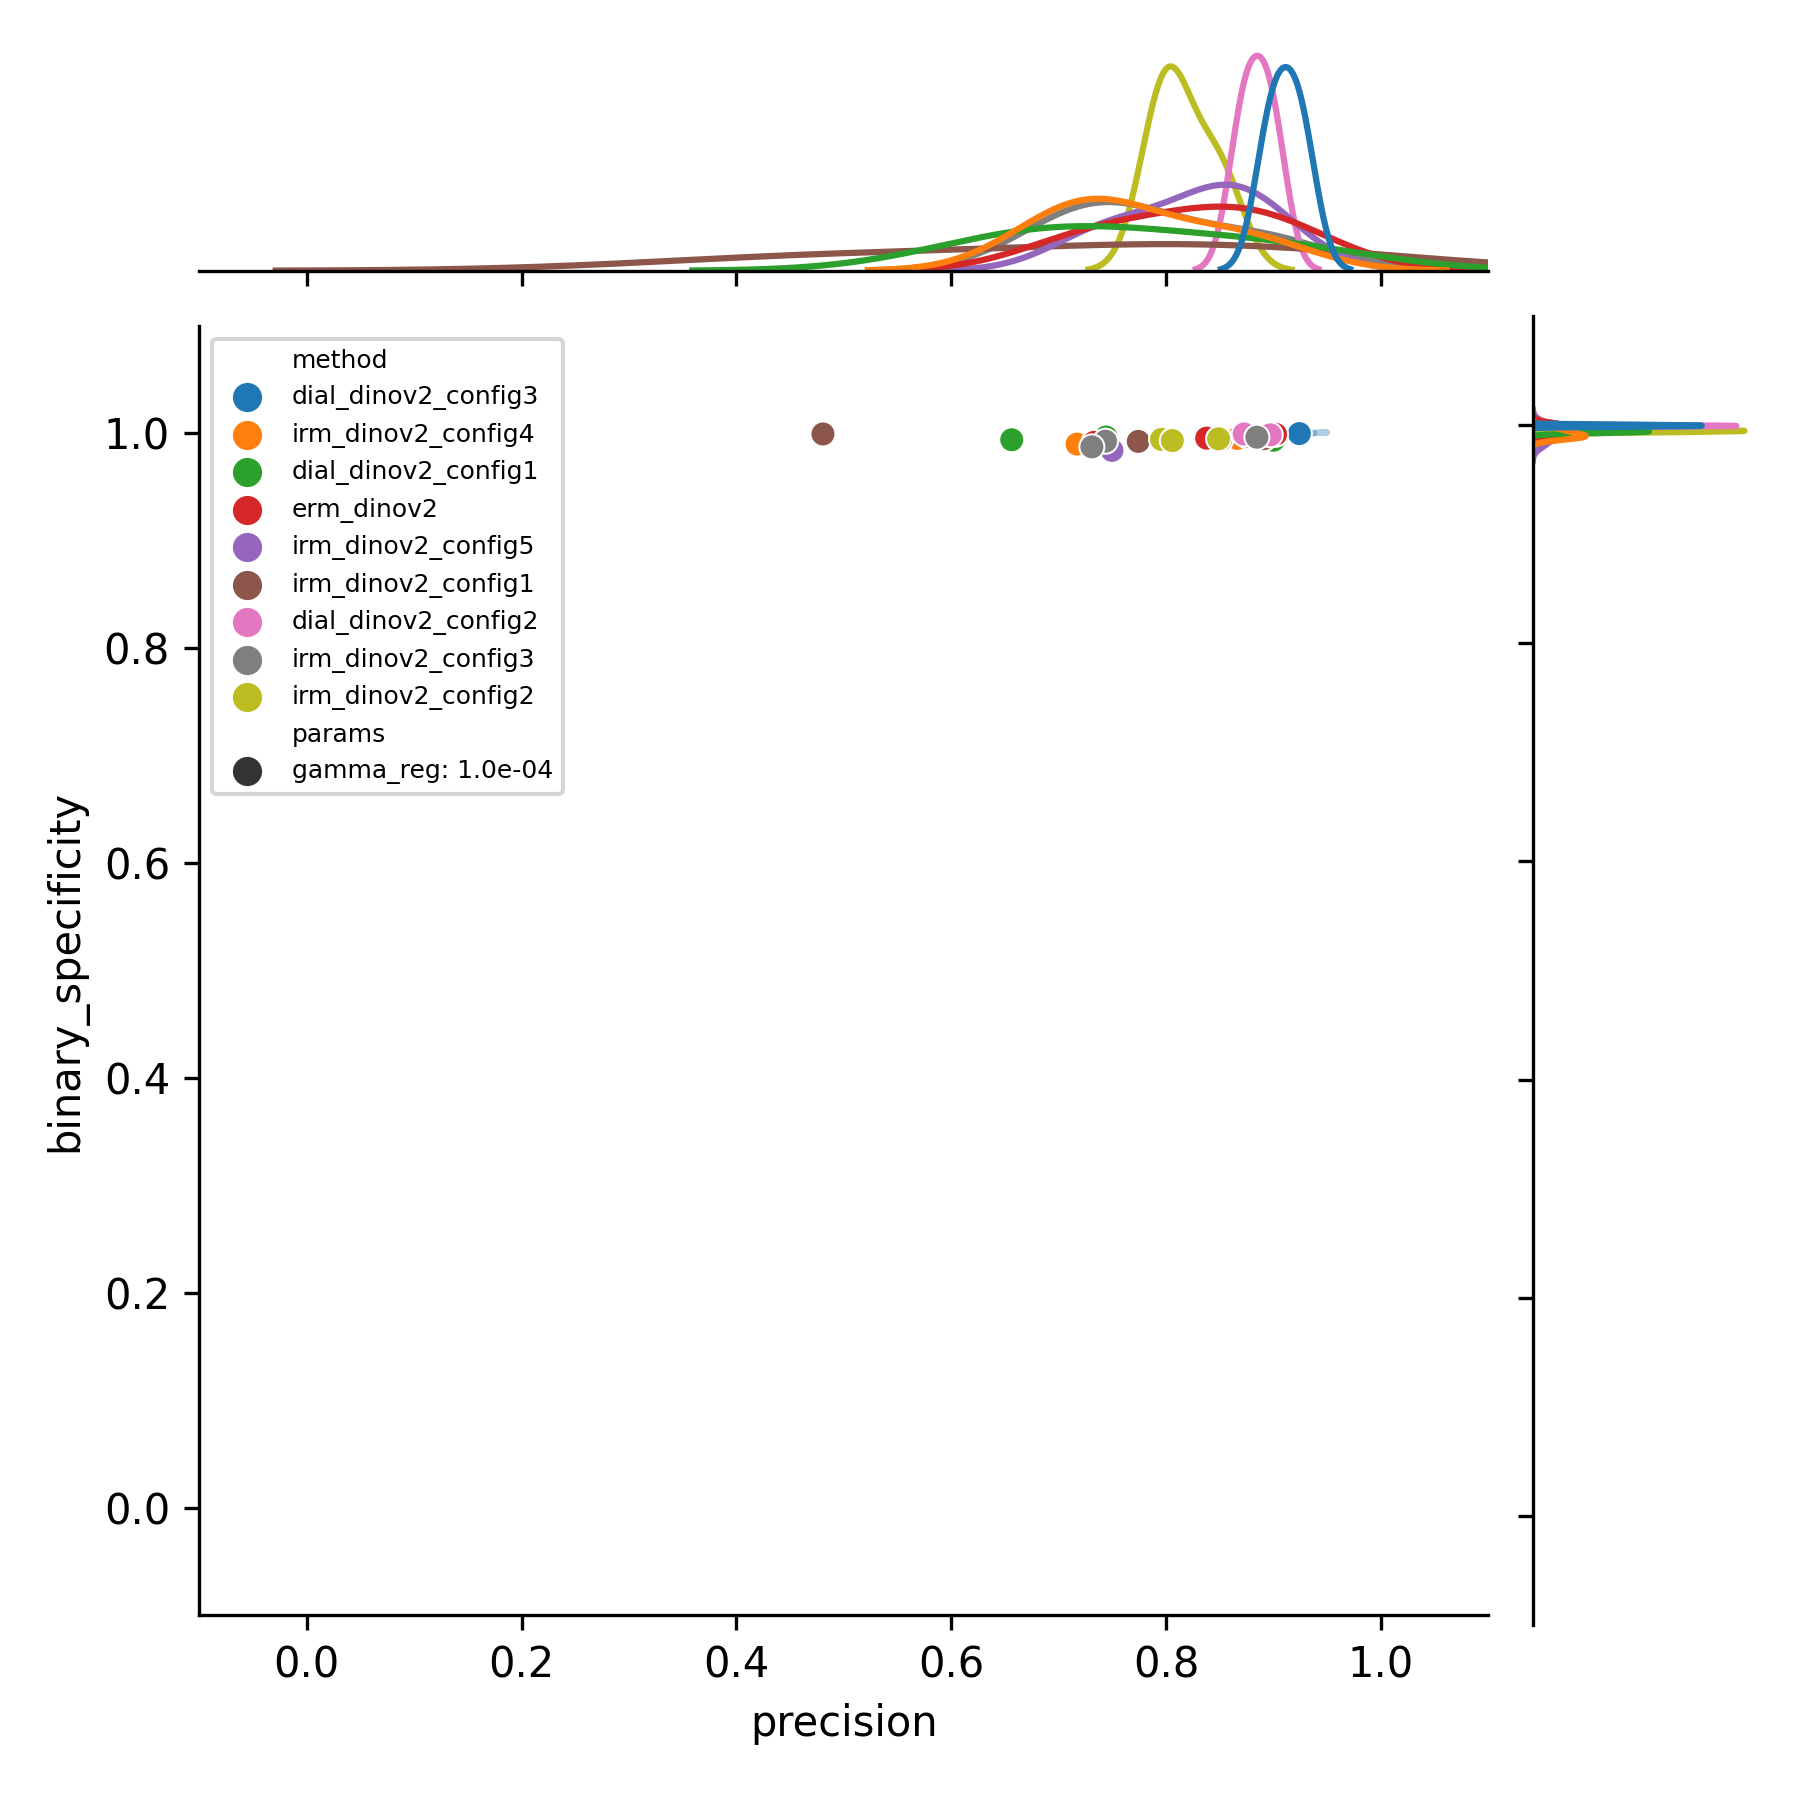 method
dial_dinov2_config3
irm_dinov2_config4
dial_dinov2_config1
erm_dinov2
irm_dinov2_config5
irm_dinov2_config1
dial_dinov2_config2
irm_dinov2_config3
irm_dinov2_config2
params
gamma_reg: 1.0e-04
1.0
0.8
0.6
0.4
0.2
0.0
binary_specificity
0.0 0.2 0.4 0.6 0.8 1.0
precision